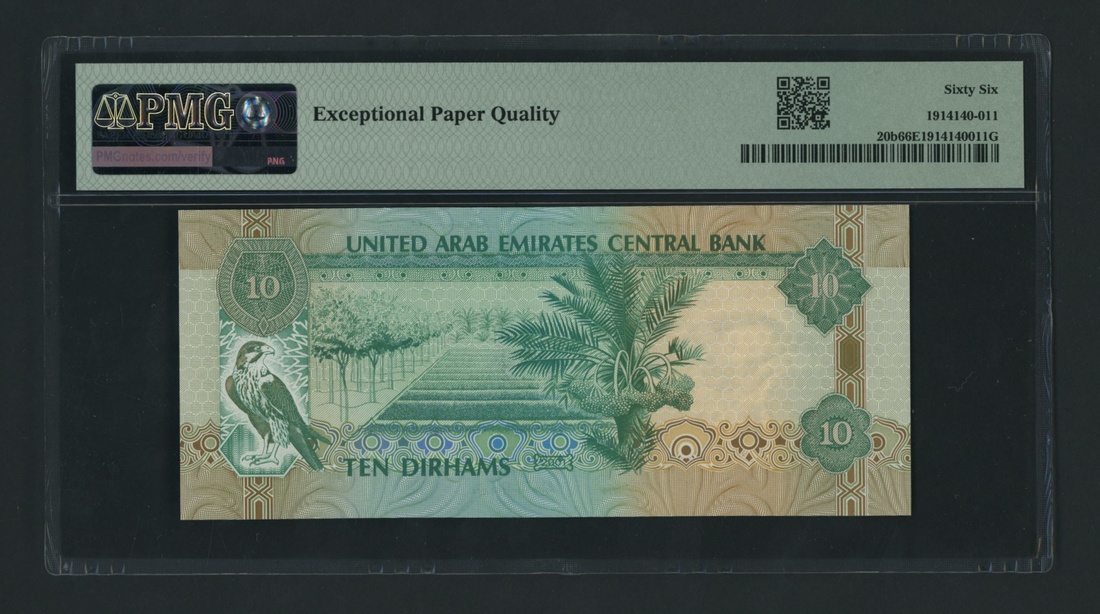 PMG
PMGnotes.com/verify
PNG
Exceptional Paper Quality
Sixty Six
1914140-011
20b66E1914140011G
UNITED ARAB EMIRATES CENTRAL BANK
10
10
10
TEN DIRHAMS